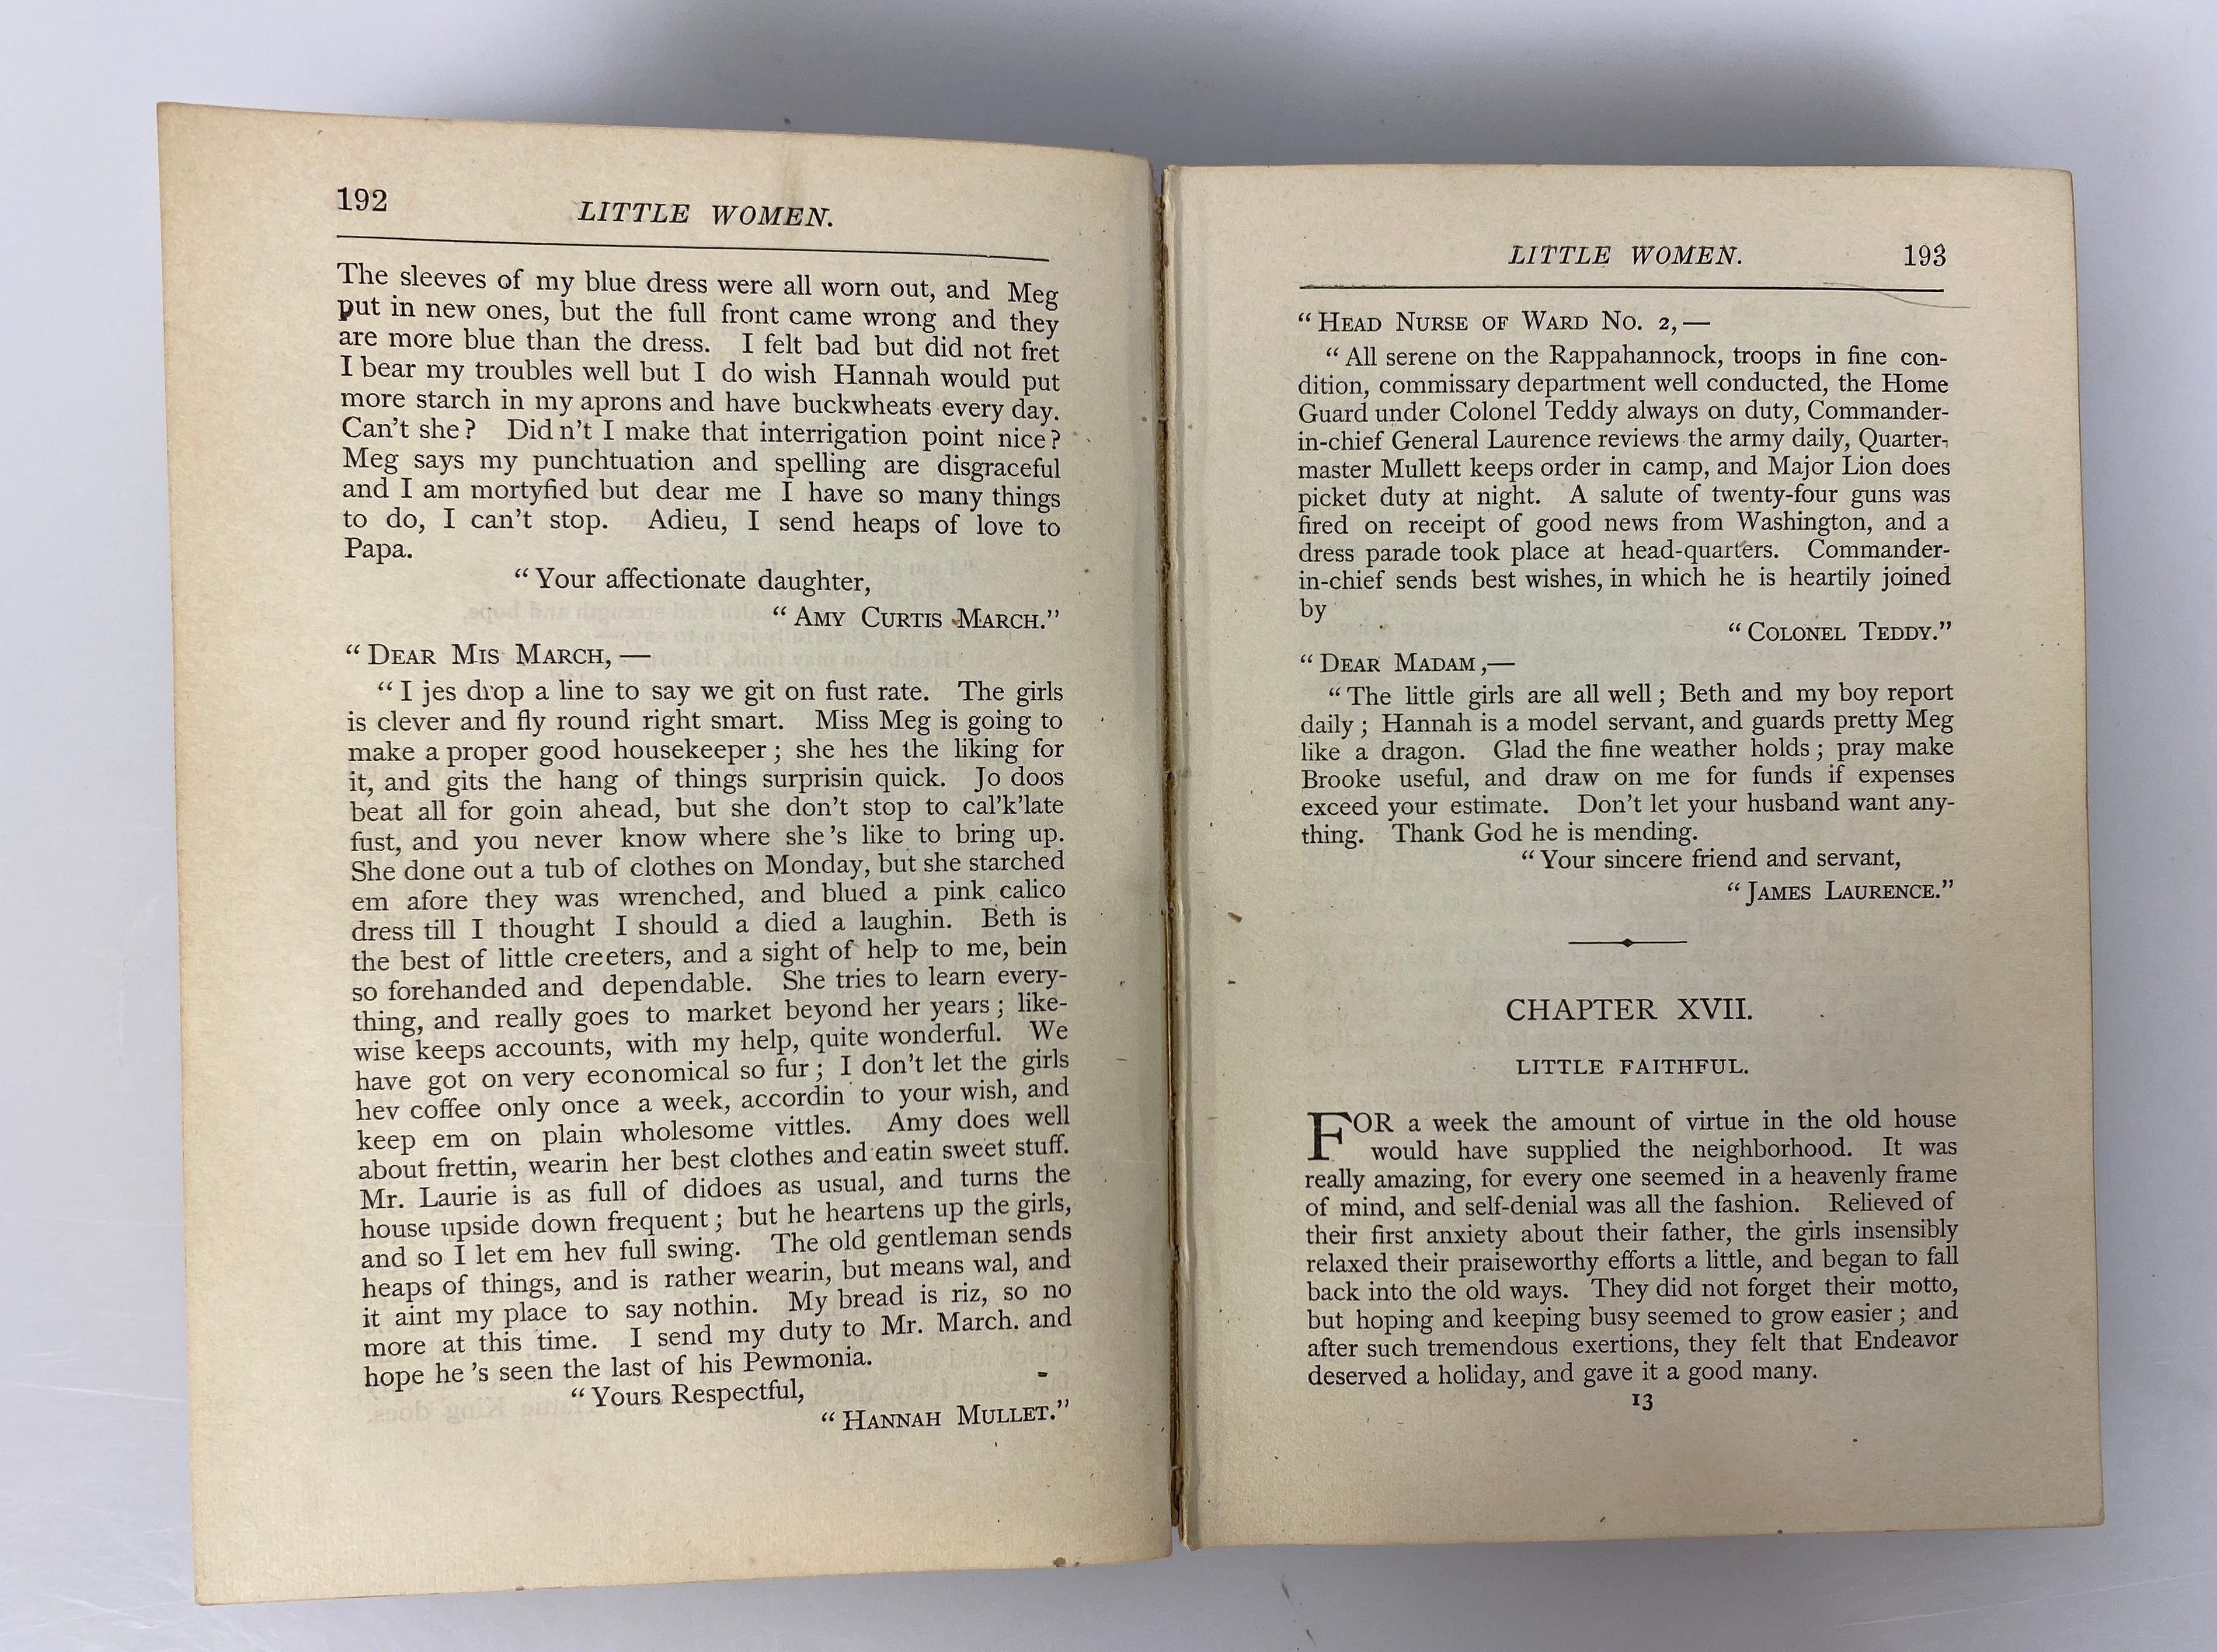 192
LITTLE WOMEN.
The sleeves of my blue dress were all worn out, and Meg
put in new ones, but the full front came wrong and they
are more blue than the dress. I felt bad but did not fret
I bear my troubles well but I do wish Hannah would put
more starch in my aprons and have buckwheats every day.
Can't she? Did n't I make that interrigation point nice?
Meg says my punchtuation and spelling are disgraceful
and I am mortyfied but dear me I have so many things
to do, I can't stop. Adieu, I send heaps of love to
Papa.
"Your affectionate daughter,
"AMY CURTIS MARCH."
"DEAR MIS MARCH, —
"I jes drop a line to say we git on fust rate. The girls
is clever and fly round right smart. Miss Meg is going to
make a proper good housekeeper; she hes the liking for
it, and gits the hang of things surprisin quick. Jo doos
beat all for goin ahead, but she don't stop to cal'k'late
fust, and you never know where she's like to bring up.
She done out a tub of clothes on Monday, but she starched
em afore they was wrenched, and blued a pink calico
dress till I thought I should a died a laughin. Beth is
the best of little creeters, and a sight of help to me, bein
so forehanded and dependable. She tries to learn every-
thing, and really goes to market beyond her years; like-
wise keeps accounts, with my help, quite wonderful. We
have got on very economical so fur; I don't let the girls
hev coffee only once a week, accordin to your wish, and
keep em on plain wholesome vittles. Amy does well
about frettin, wearin her best clothes and eatin sweet stuff.
Mr. Laurie is as full of didoes as usual, and turns the
house upside down frequent; but he heartens up the girls,
and so I let em hev full swing. The old gentleman sends
heaps of things, and is rather wearin, but means wal, and
it aint my place to say nothin. My bread is riz, so no
more at this time. I send my duty to Mr. March. and
hope he 's seen the last of his Pewmonia.
"Yours Respectful,
"HANNAH MULLET."
LITTLE WOMEN.
193
"HEAD NURSE OF WARD NO. 2,—
"All serene on the Rappahannock, troops in fine con-
dition, commissary department well conducted, the Home
Guard under Colonel Teddy always on duty, Commander-
in-chief General Laurence reviews the army daily, Quarter-
master Mullett keeps order in camp, and Major Lion does
picket duty at night. A salute of twenty-four guns was
fired on receipt of good news from Washington, and a
dress parade took place at head-quarters. Commander-
in-chief sends best wishes, in which he is heartily joined
by
"COLONEL TEDDY."
"DEAR MADAM,—
"The little girls are all well; Beth and my boy report
daily; Hannah is a model servant, and guards pretty Meg
like a dragon. Glad the fine weather holds; pray make
Brooke useful, and draw on me for funds if expenses
exceed your estimate. Don't let your husband want any-
thing. Thank God he is mending.
"Your sincere friend and servant,
"JAMES LAURENCE."
CHAPTER XVII.
LITTLE FAITHFUL.
FOR a week the amount of virtue in the old house
would have supplied the neighborhood. It was
really amazing, for every one seemed in a heavenly frame
of mind, and self-denial was all the fashion. Relieved of
their first anxiety about their father, the girls insensibly
relaxed their praiseworthy efforts a little, and began to fall
back into the old ways. They did not forget their motto,
but hoping and keeping busy seemed to grow easier; and
after such tremendous exertions, they felt that Endeavor
deserved a holiday, and gave it a good many.
13